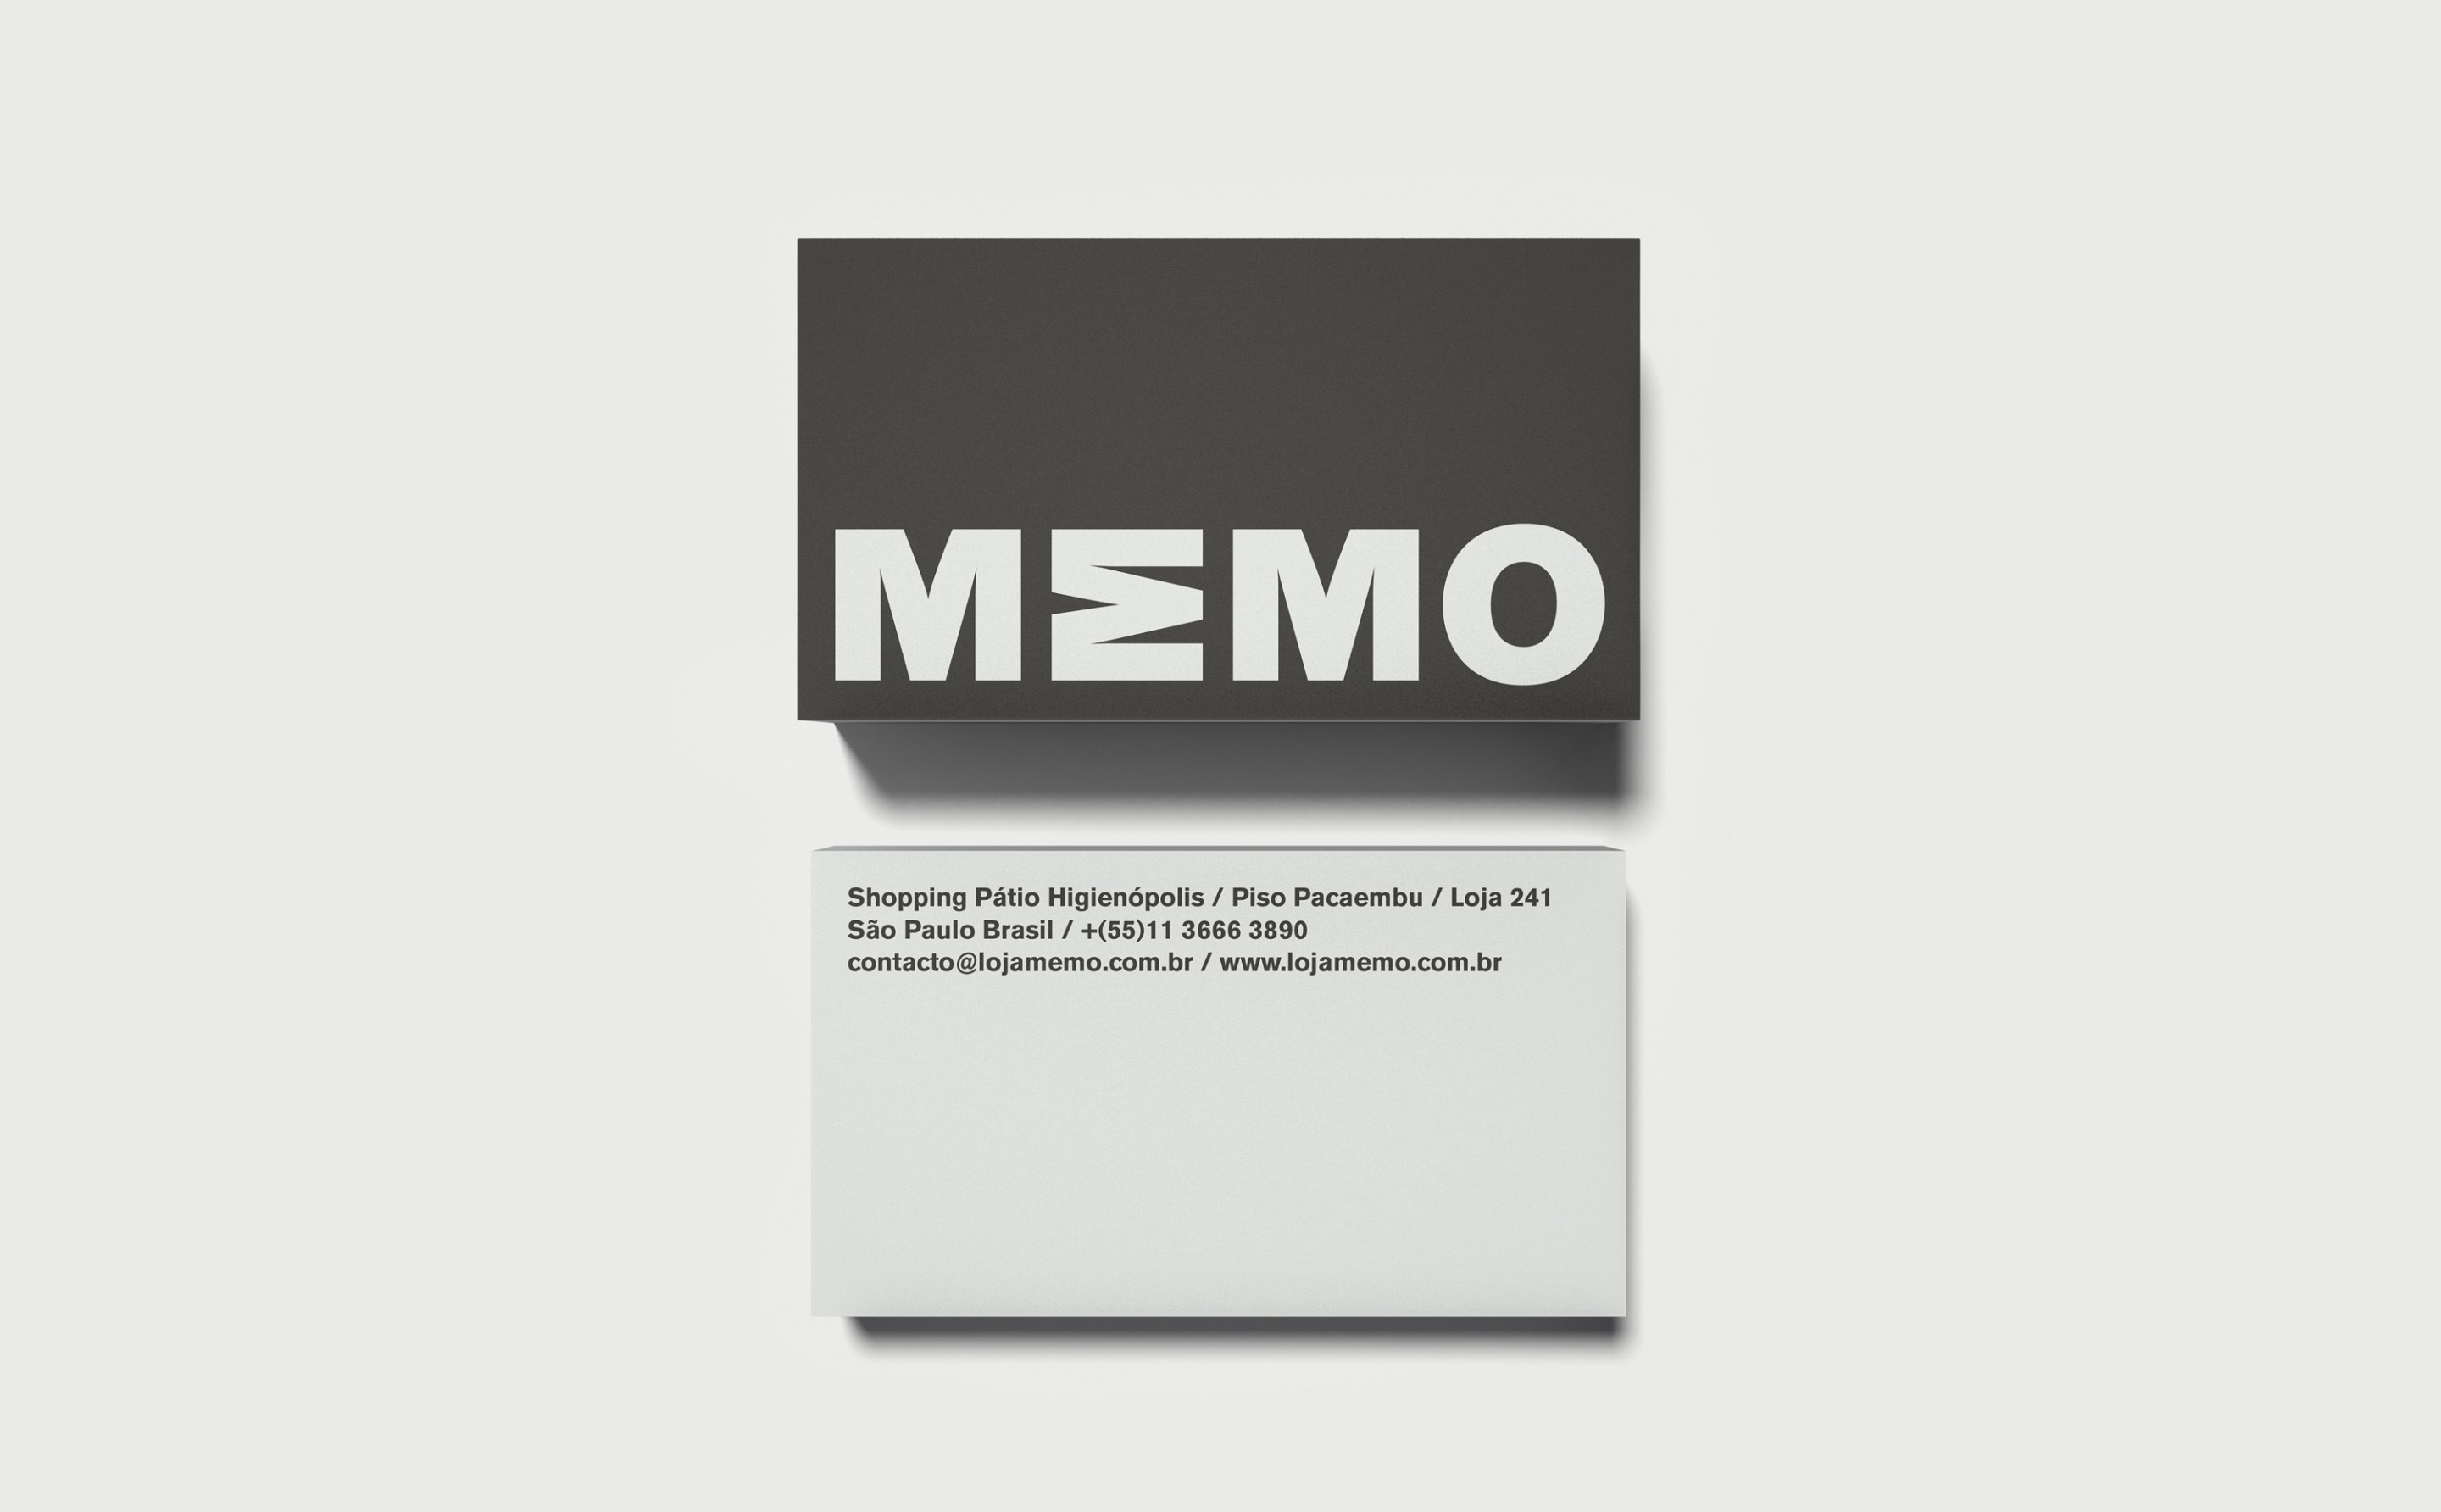 MEMO
Shopping Pátio Higienópolis / Piso Pacaembu / Loja 241
São Paulo Brasil / +(55)11 3666 3890
contacto@lojamemo.com.br / www.lojamemo.com.br